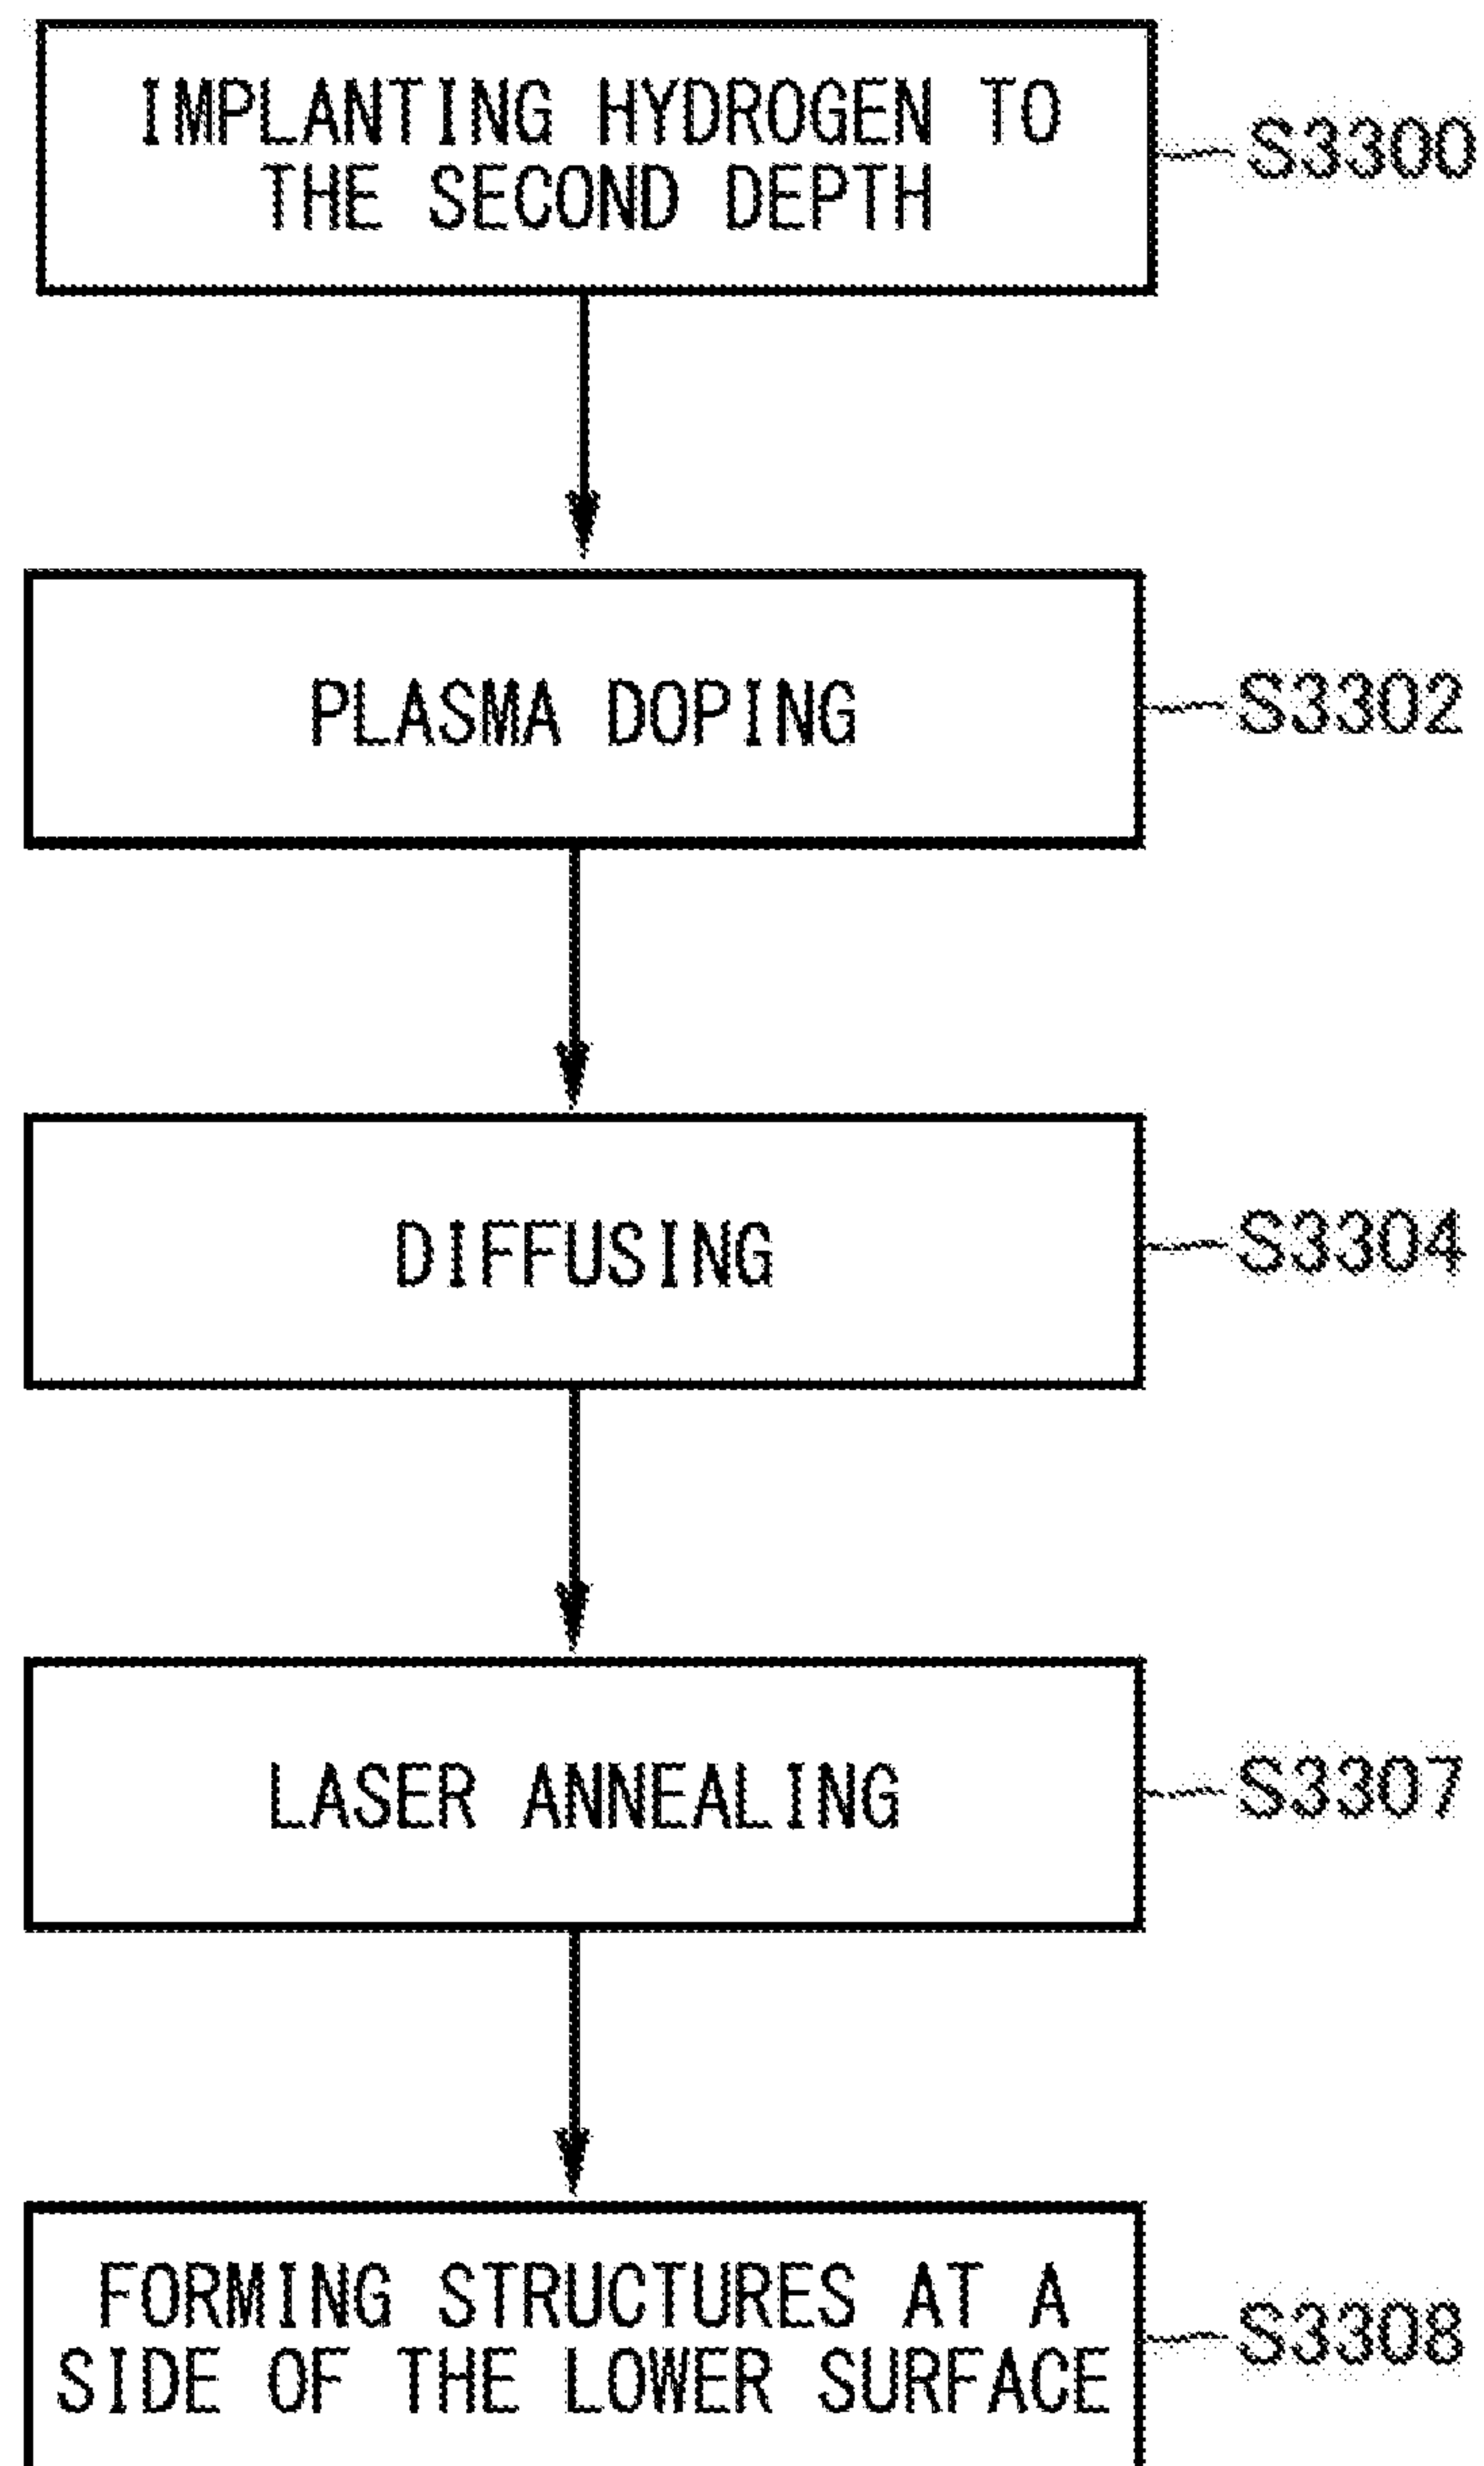 IMPLANTING HYDROGEN TO
THE SECOND DEPTH
S3300
PLASMA DOPING
S3302
DIFFUSING
S3304
LASER ANNEALING
S3307
FORMING STRUCTURES AT A
SIDE OF THE LOWER SURFACE
S3308